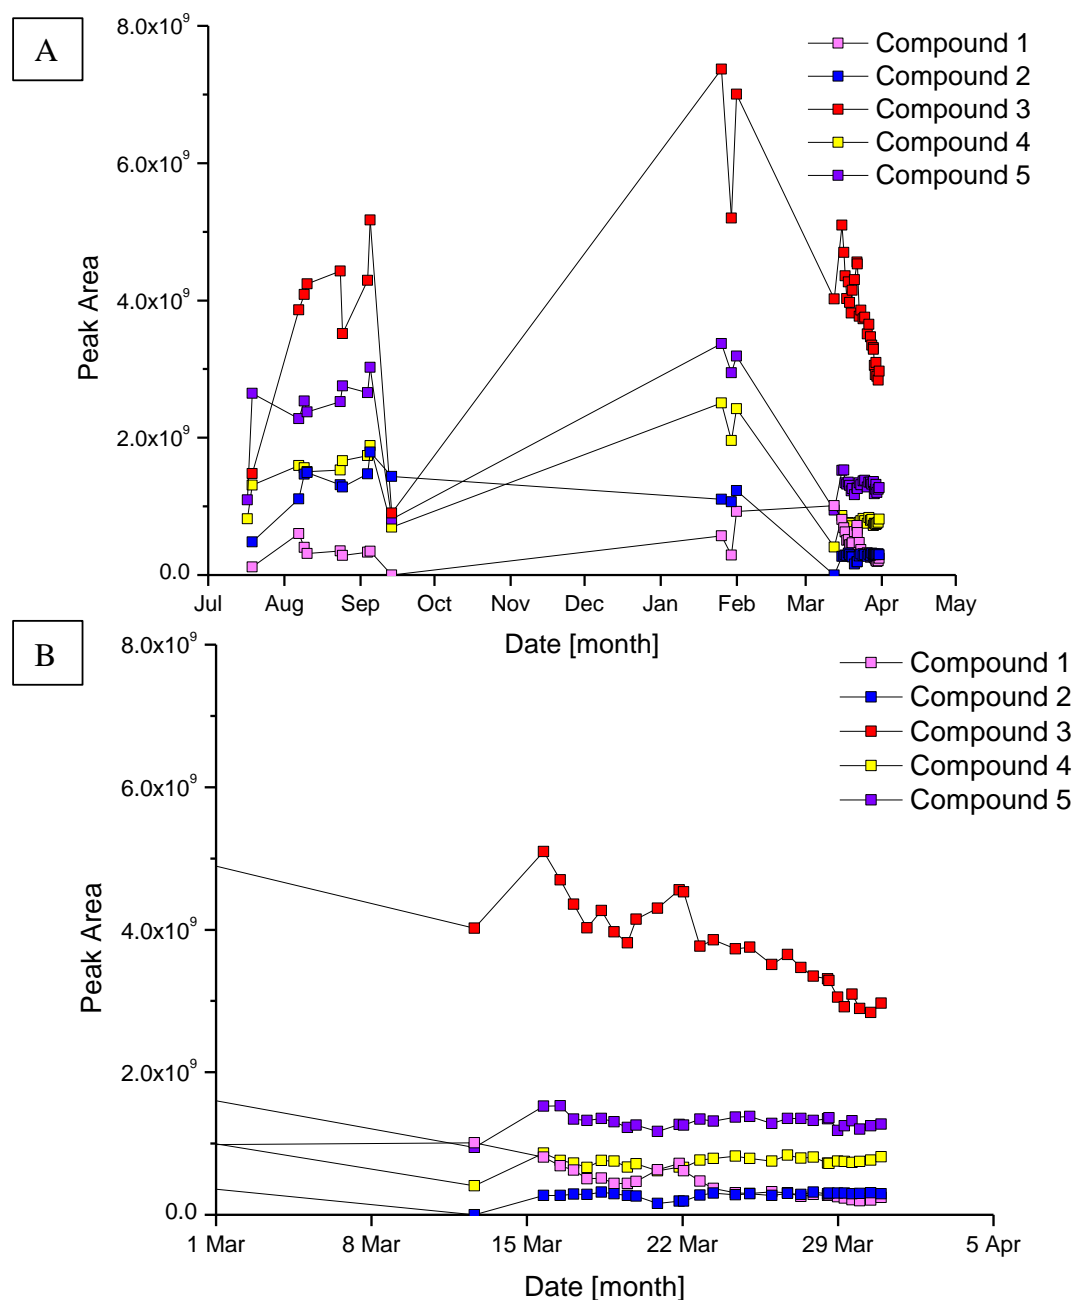 A
8.0x10⁹
6.0x10⁹
4.0x10⁹
2.0x10⁹
0.0
Peak Area
Compound 1
Compound 2
Compound 3
Compound 4
Compound 5
Jul Aug Sep Oct Nov Dec Jan Feb Mar Apr May
Date [month]
B
8.0x10⁹
6.0x10⁹
4.0x10⁹
2.0x10⁹
0.0
Peak Area
Compound 1
Compound 2
Compound 3
Compound 4
Compound 5
1 Mar 8 Mar 15 Mar 22 Mar 29 Mar 5 Apr
Date [month]